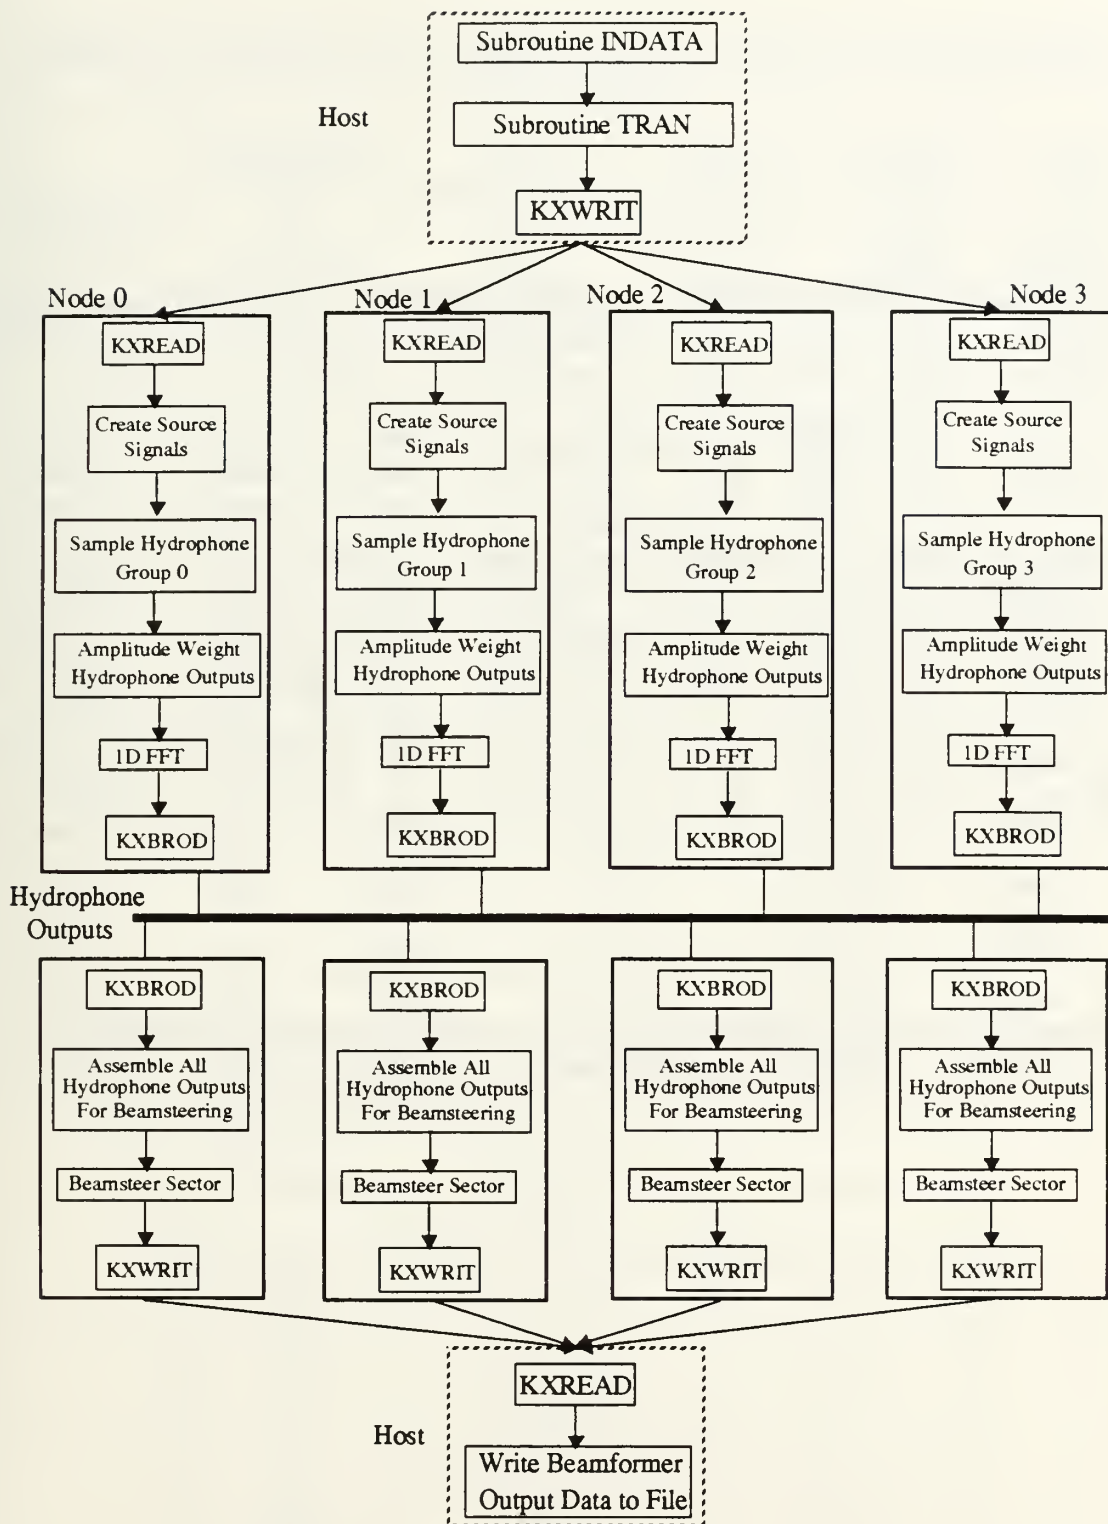 Subroutine INDATA
Host
Subroutine TRAN
KXWRIT
Node 0
Node 1
Node 2
Node 3
KXREAD
Create Source
Signals
Sample Hydrophone
Group 0
Amplitude Weight
Hydrophone Outputs
1D FFT
KXBROD
KXREAD
Create Source
Signals
Sample Hydrophone
Group 1
Amplitude Weight
Hydrophone Outputs
1D FFT
KXBROD
KXREAD
Create Source
Signals
Sample Hydrophone
Group 2
Amplitude Weight
Hydrophone Outputs
1D FFT
KXBROD
KXREAD
Create Source
Signals
Sample Hydrophone
Group 3
Amplitude Weight
Hydrophone Outputs
1D FFT
KXBROD
Hydrophone
Outputs
KXBROD
Assemble All
Hydrophone Outputs
For Beamsteering
Beamsteer Sector
KXWRIT
KXBROD
Assemble All
Hydrophone Outputs
For Beamsteering
Beamsteer Sector
KXWRIT
KXBROD
Assemble All
Hydrophone Outputs
For Beamsteering
Beamsteer Sector
KXWRIT
KXBROD
Assemble All
Hydrophone Outputs
For Beamsteering
Beamsteer Sector
KXWRIT
KXREAD
Host
Write Beamformer
Output Data to File